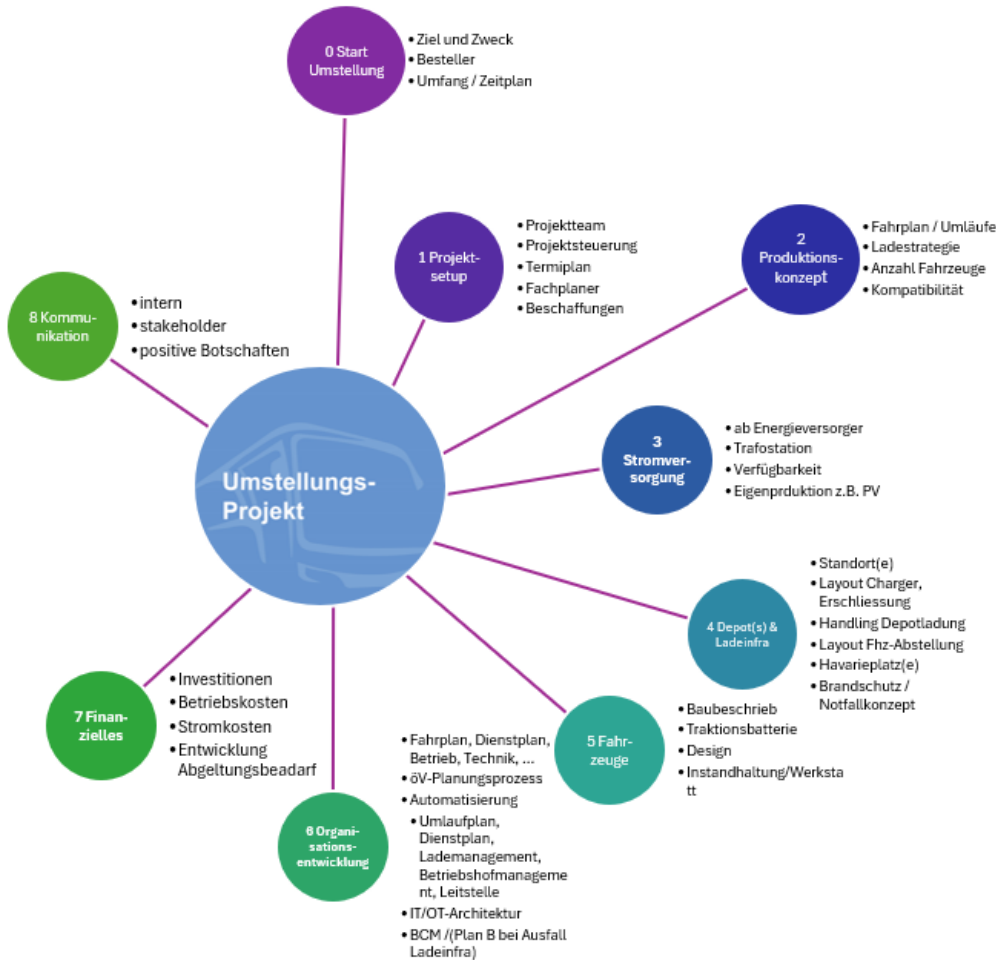 0 Start
Umstellung
• Ziel und Zweck
• Besteller
• Umfang / Zeitplan
1 Projekt-
setup
• Projektteam
• Projektsteuerung
• Termiplan
• Fachplaner
• Beschaffungen
2
Produktions-
konzept
• Fahrplan / Umläufe
• Ladestrategie
• Anzahl Fahrzeuge
• Kompatibilität
8 Kommu-
nikation
• intern
• stakeholder
• positive Botschaften
Umstellungs-
Projekt
3
Stromver-
sorgung
• ab Energieversorger
• Trafostation
• Verfügbarkeit
• Eigenprduktion z.B. PV
4 Depot(s) &
Ladeinfra
• Standort(e)
• Layout Charger,
Erschliessung
• Handling Depotladung
• Layout Fhz-Abstellung
• Havarieplatz(e)
• Brandschutz /
Notfallkonzept
5 Fahr-
zeuge
• Baubeschrieb
• Traktionsbatterie
• Design
• Instandhaltung/Werksta
tt
7 Finan-
zielles
• Investitionen
• Betriebskosten
• Stromkosten
• Entwicklung
Abgeltungsbeadarf
6 Organi-
sations-
entwicklung
• Fahrplan, Dienstplan,
Betrieb, Technik, ...
• öV-Planungsprozess
• Automatisierung
• Umlaufplan,
Dienstplan,
Lademanagement,
Betriebshofmanageme
nt, Leitstelle
• IT/OT-Architektur
• BCM /(Plan B bei Ausfall
Ladeinfra)